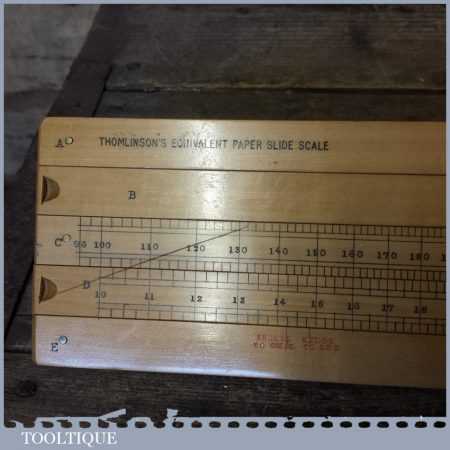 A THOMLINSON'S EQUIVALENT PAPER SLIDE SCALE
B
C 95 100 110 120 130 140 150 160 170 180
D
10 11 12 13 14 15 16 17 18
E
TOOLTIQUE